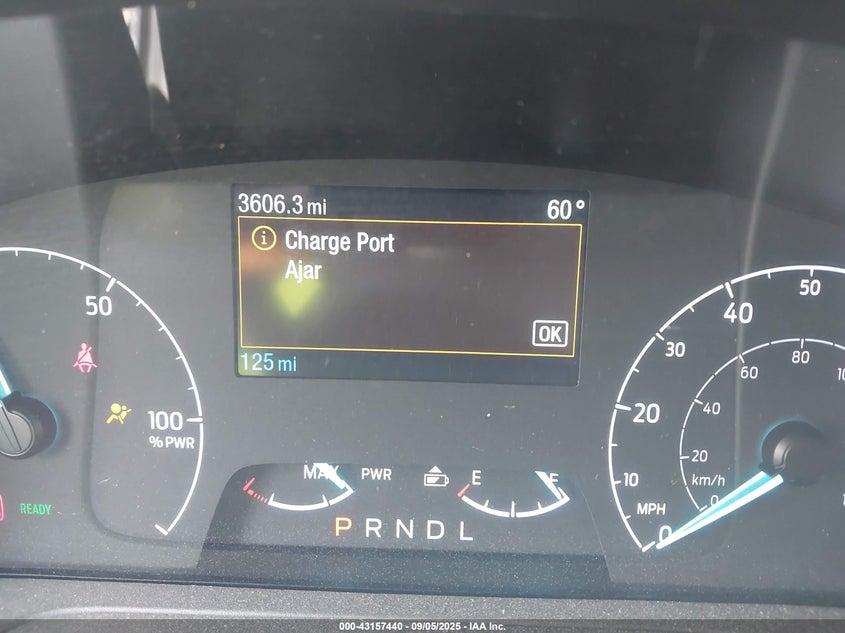 3606.3 mi
60°
Charge Port
Ajar
OK
125 mi
50
100
% PWR
READY
MAX PWR
E
F
P R N D L
50
40
30
20
10
0
MPH
80
60
40
20
0
km/h
000-43157440 - 09/05/2025 - IAA Inc.